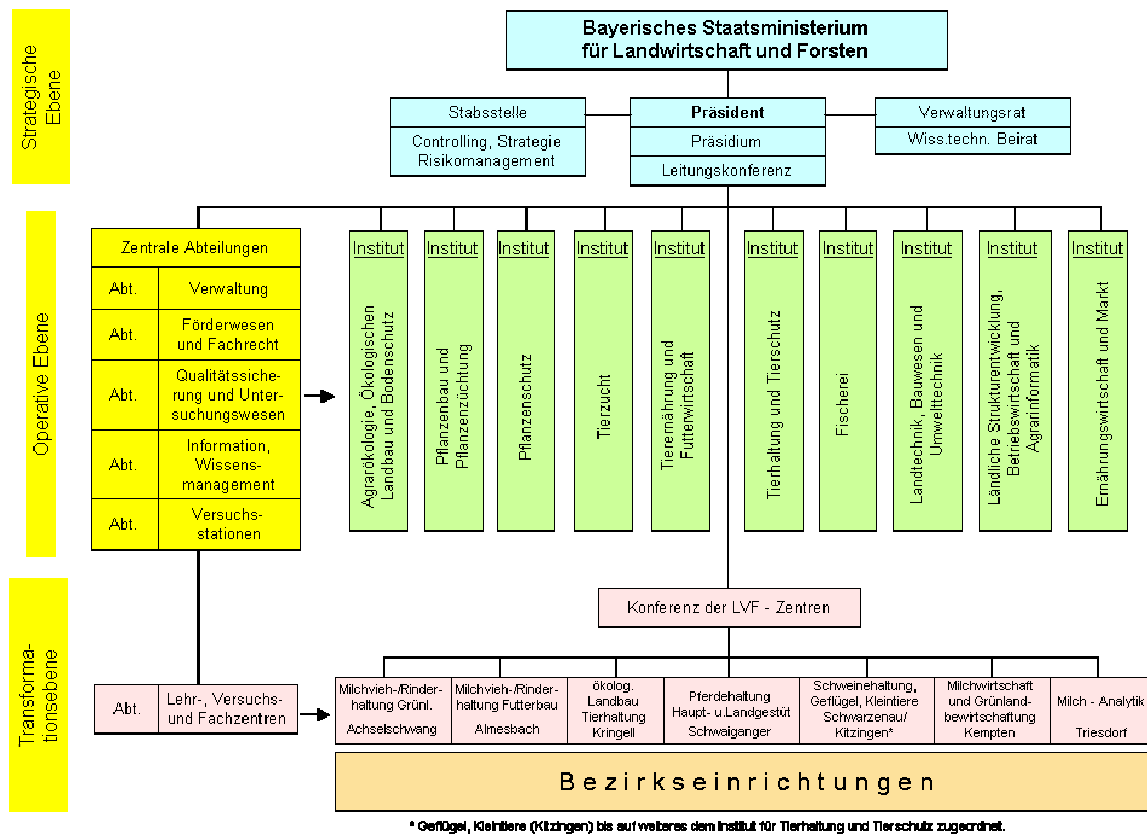 Strategische
Ebene
Bayerisches Staatsministerium
für Landwirtschaft und Forsten
Stabsstelle
Controlling, Strategie
Risikomanagement
Präsident
Präsidium
Leitungskonferenz
Verwaltungsrat
Wiss.techn. Beirat
Operative Ebene
Zentrale Abteilungen
Abt. Verwaltung
Abt. Förderwesen
und Fachrecht
Abt. Qualitätssiche-
rung und Unter-
suchungswesen
Abt. Information,
Wissens-
management
Abt. Versuchs-
stationen
Institut
Agrarökologie, Ökologischen
Landbau und Bodenschutz
Institut
Pflanzenbau und
Pflanzenzüchtung
Institut
Pflanzenschutz
Institut
Tierzucht
Institut
Tierernährung und
Futterwirtschaft
Institut
Tierhaltung und Tierschutz
Institut
Fischerei
Institut
Landtechnik, Bauwesen und
Umwelttechnik
Institut
Ländliche Strukturentwicklung,
Betriebswirtschaft und
Agrarinformatik
Institut
Ernährungswirtschaft und Markt
Transforma-
tionsebene
Konferenz der LVF - Zentren
Abt. Lehr-, Versuchs-
und Fachzentren
Milchvieh-/Rinder-
haltung Grünl.
Achselschwang
Milchvieh-/Rinder-
haltung Futterbau
Almesbach
ökolog.
Landbau
Tierhaltung
Kringell
Pferdehaltung
Haupt- u.Landgestüt
Schwaiganger
Schweinehaltung,
Geflügel, Kleintiere
Schwarzenau/
Kitzingen*
Milchwirtschaft
und Grünland-
bewirtschaftung
Kempten
Milch - Analytik
Triesdorf
Bezirkseinrichtungen
* Geflügel, Kleintiere (Kitzingen) bis auf weiteres dem Institut für Tierhaltung und Tierschutz zugeordnet.